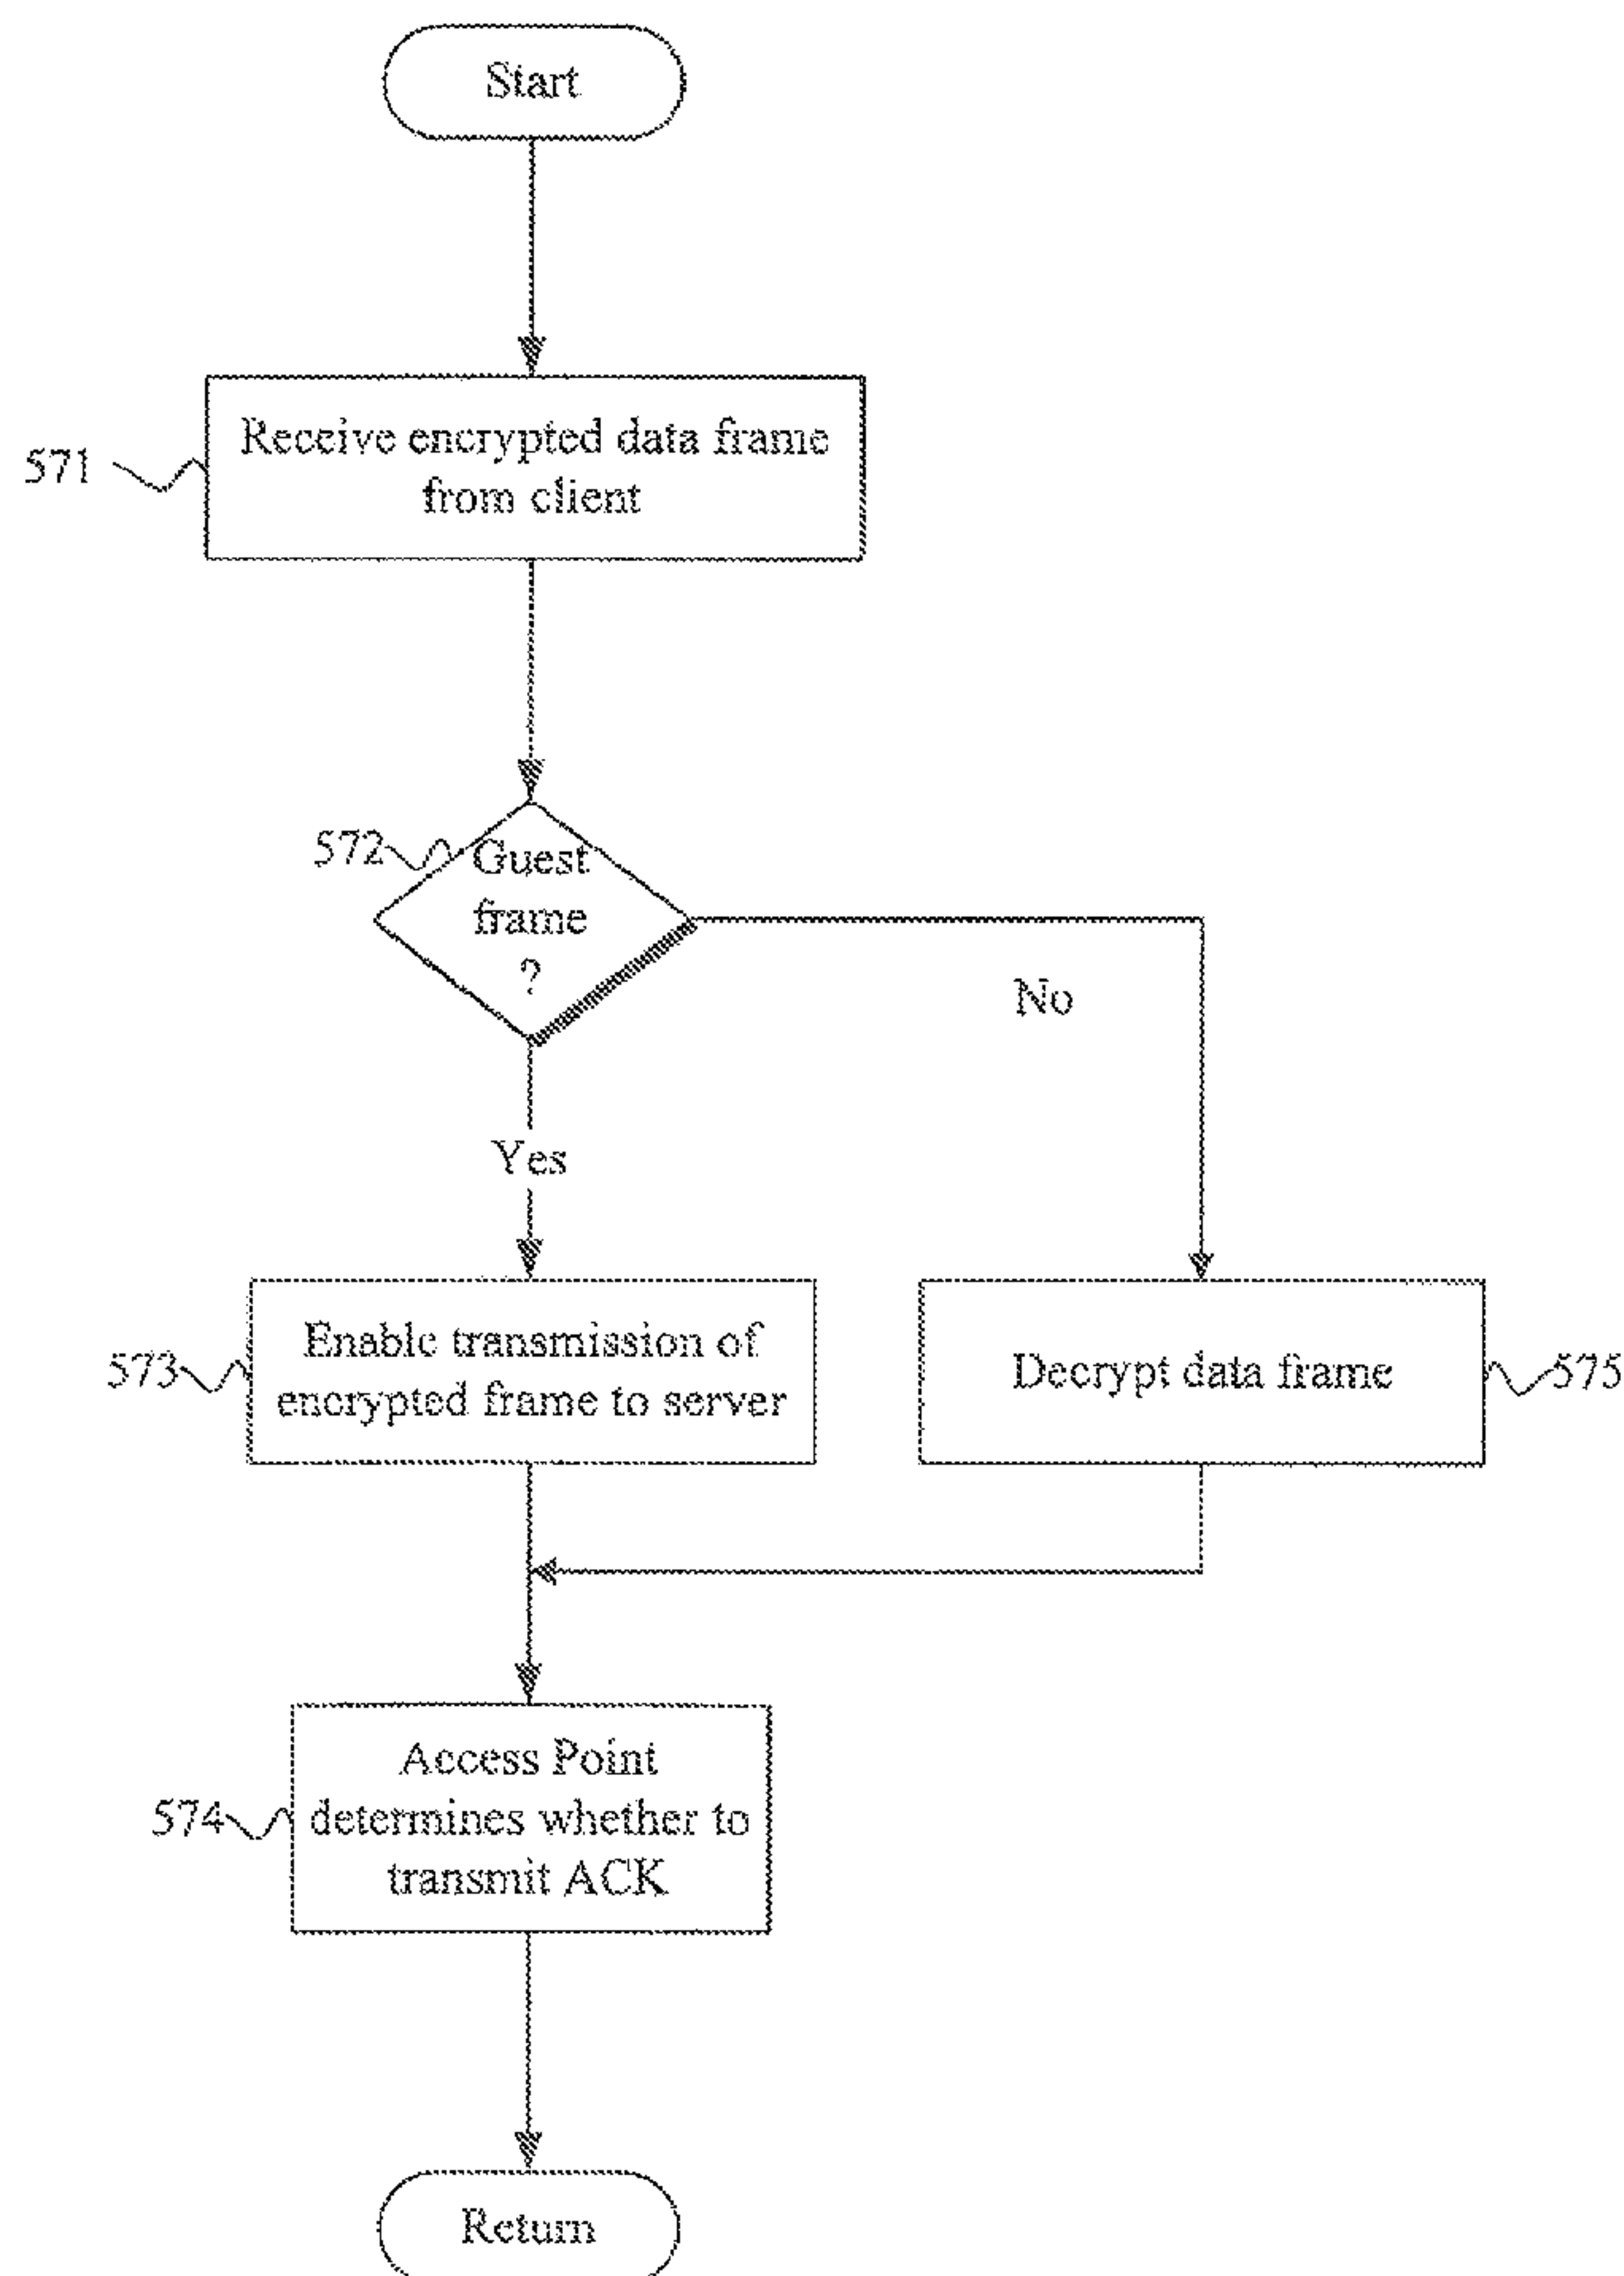 Start
571
Receive encrypted data frame
from client
572
Guest
frame
?
No
Yes
573
Enable transmission of
encrypted frame to server
Decrypt data frame
575
574
Access Point
determines whether to
transmit ACK
Return